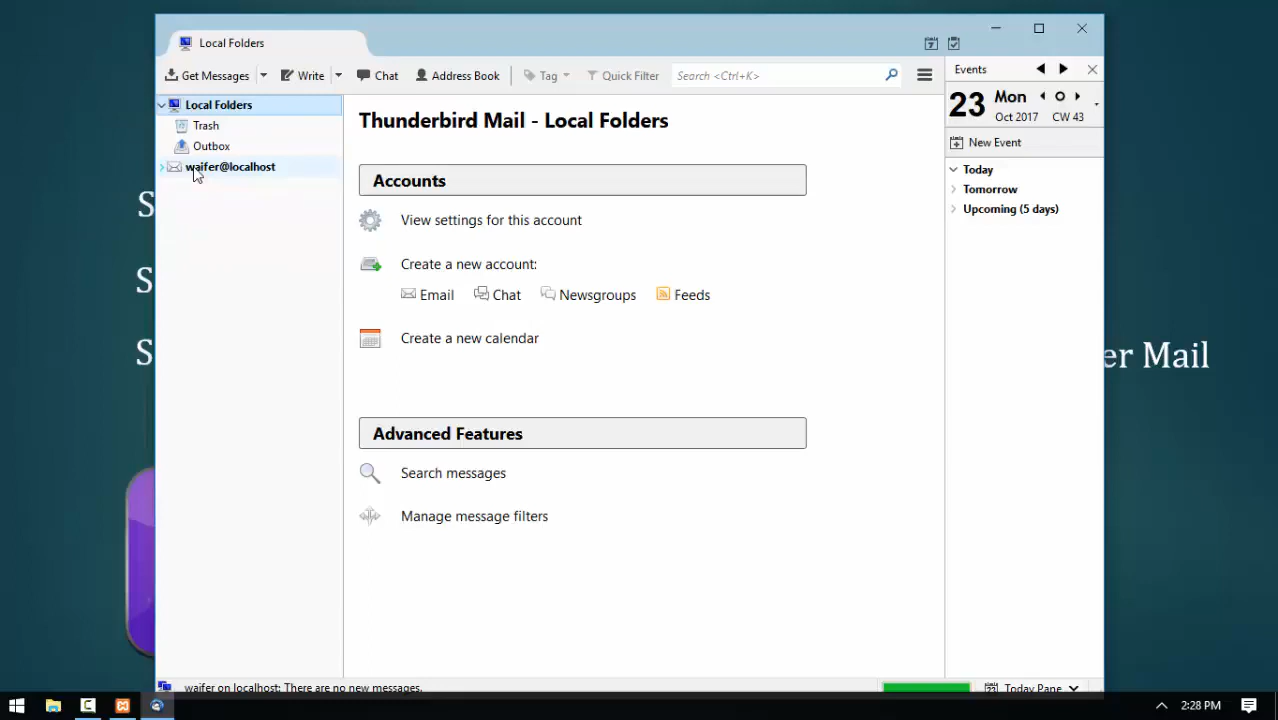 Local Folders
Get Messages
Write
Chat
Address Book
Tag
Quick Filter
Search <Ctrl+K>
Events
23
Mon
Oct 2017
CW 43
New Event
Today
Tomorrow
Upcoming (5 days)
Local Folders
Trash
Outbox
waifer@localhost
Thunderbird Mail - Local Folders
Accounts
View settings for this account
Create a new account:
Email
Chat
Newsgroups
Feeds
Create a new calendar
Advanced Features
Search messages
Manage message filters
S
S
S
er Mail
waifer on localhost: There are no new messages.
23
Today Pane
2:28 PM